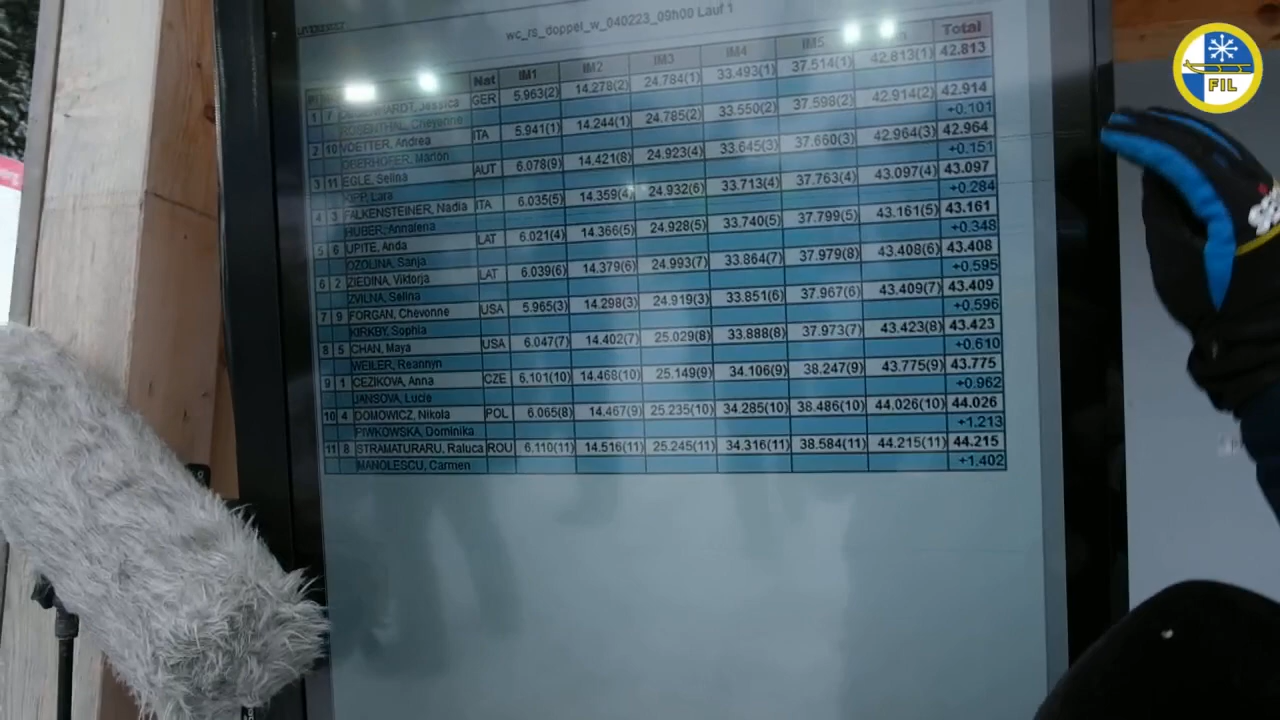 wc_rs_doppel_w_040223_09h00 Lauf 1
Nat IM1 IM2 IM3 IM4 IM5 Total
1 7 Jessica GER 5.963(2) 14.278(2) 24.784(1) 33.493(1) 37.514(1) 42.813(1) 42.813
ROSENTHAL, Cheyenne
2 10 VOETTER, Andrea ITA 5.941(1) 14.244(1) 24.785(2) 33.550(2) 37.598(2) 42.914(2) 42.914
OBERHOFER, Marion +0.101
3 11 EGLE, Selina AUT 6.078(9) 14.421(8) 24.923(4) 33.645(3) 37.660(3) 42.964(3) 42.964
KIPP, Lara +0.151
4 3 FALKENSTEINER, Nadia ITA 6.035(5) 14.359(4) 24.932(6) 33.713(4) 37.763(4) 43.097(4) 43.097
HUBER, Annalena +0.284
5 6 UPITE, Anda LAT 6.021(4) 14.366(5) 24.928(5) 33.740(5) 37.799(5) 43.161(5) 43.161
OZOLINA, Sanja +0.348
6 2 ZIEDINA, Viktorja LAT 6.039(6) 14.379(6) 24.993(7) 33.864(7) 37.979(8) 43.408(6) 43.408
ZVILNA, Selina +0.595
7 9 FORGAN, Chevonne USA 5.965(3) 14.298(3) 24.919(3) 33.851(6) 37.967(6) 43.409(7) 43.409
KIRKBY, Sophia +0.596
8 5 CHAN, Maya USA 6.047(7) 14.402(7) 25.029(8) 33.888(8) 37.973(7) 43.423(8) 43.423
WEILER, Reannyn +0.610
9 1 CEZIKOVA, Anna CZE 6.101(10) 14.468(10) 25.149(9) 34.106(9) 38.247(9) 43.775(9) 43.775
JANSOVA, Lucie +0.962
10 4 DOMOWICZ, Nikola POL 6.065(8) 14.467(9) 25.235(10) 34.285(10) 38.486(10) 44.026(10) 44.026
PIWKOWSKA, Dominika +1.213
11 8 STRAMATURARU, Raluca ROU 6.110(11) 14.516(11) 25.245(11) 34.316(11) 38.584(11) 44.215(11) 44.215
MANOLESCU, Carmen +1.402
FIL